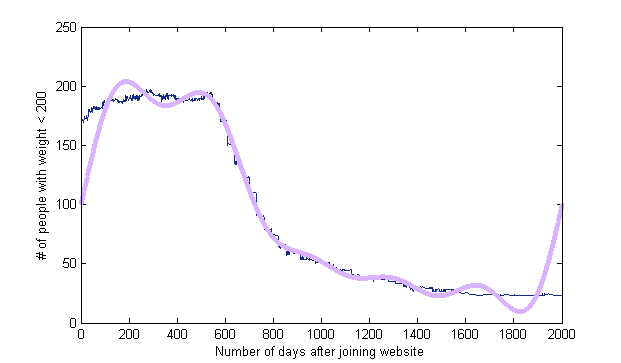 250
200
150
100
50
0
# of people with weight < 200
0 200 400 600 800 1000 1200 1400 1600 1800 2000
Number of days after joining website